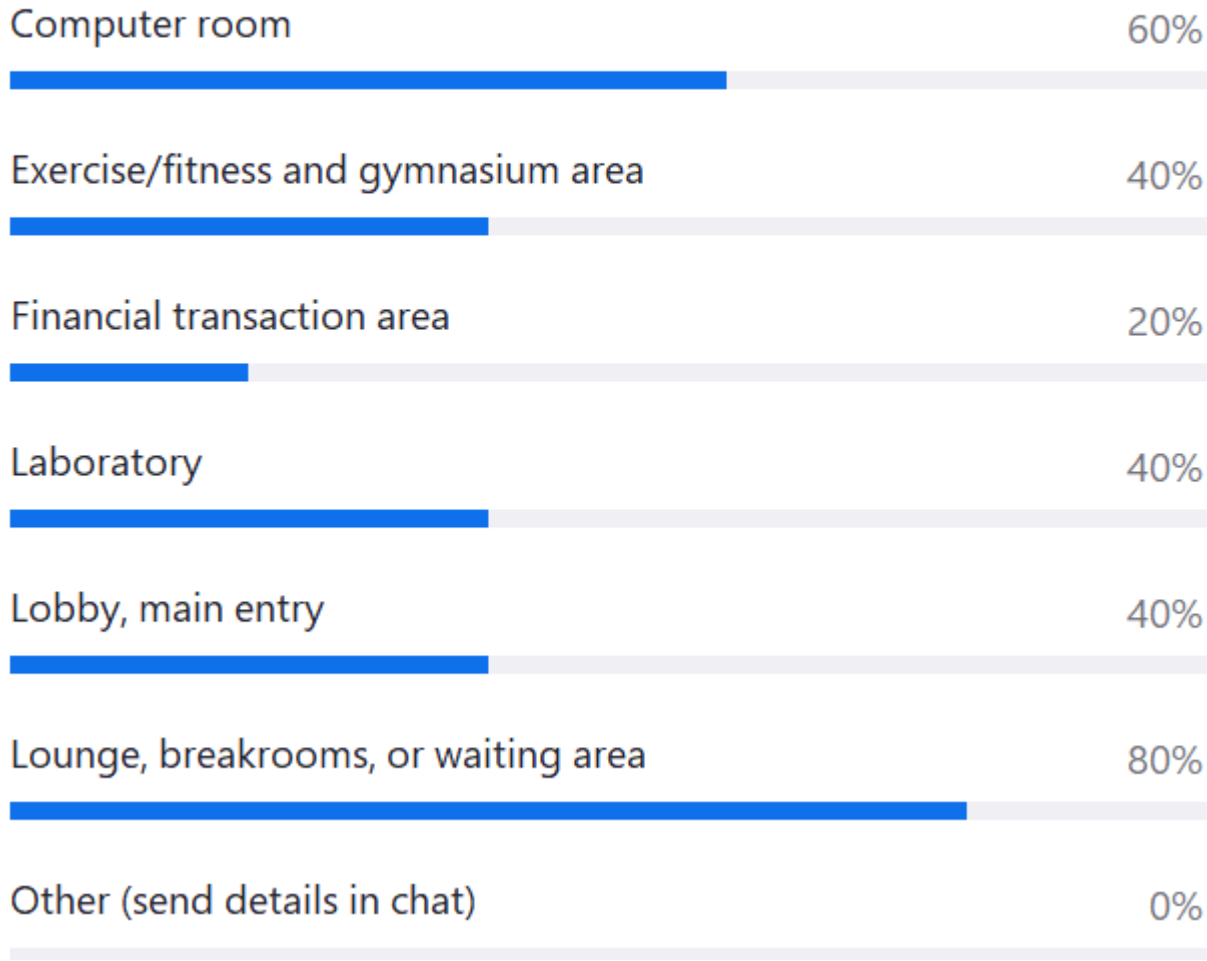 Computer room 60%
Exercise/fitness and gymnasium area 40%
Financial transaction area 20%
Laboratory 40%
Lobby, main entry 40%
Lounge, breakrooms, or waiting area 80%
Other (send details in chat) 0%